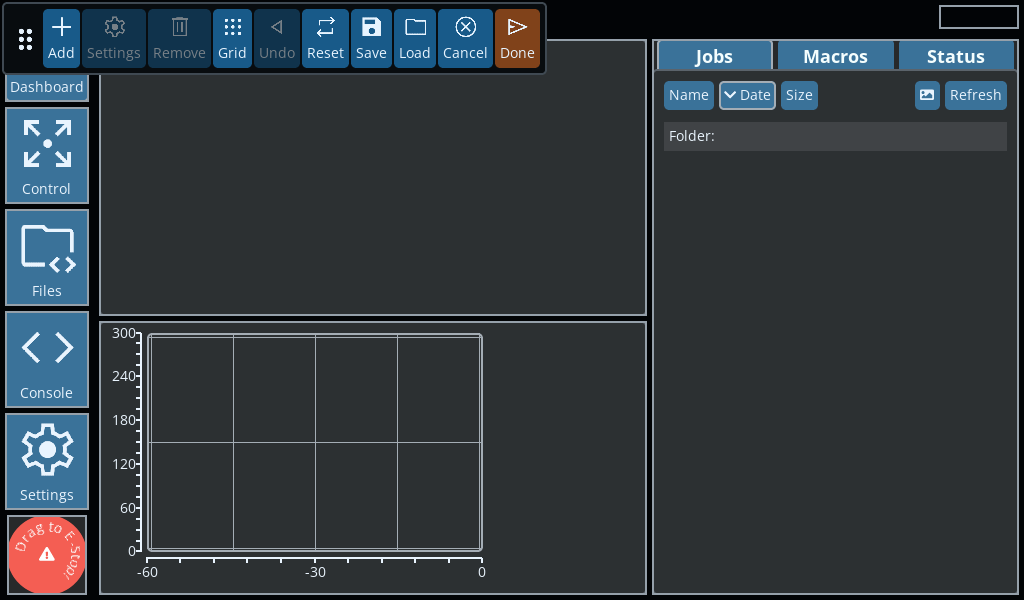 Add Settings Remove Grid Undo Reset Save Load Cancel Done
Dashboard
Control
Files
Console
Settings
Drag to E-Stop!
Jobs Macros Status
Name Date Size Refresh
Folder:
300
240
180
120
60
0
-60 -30 0